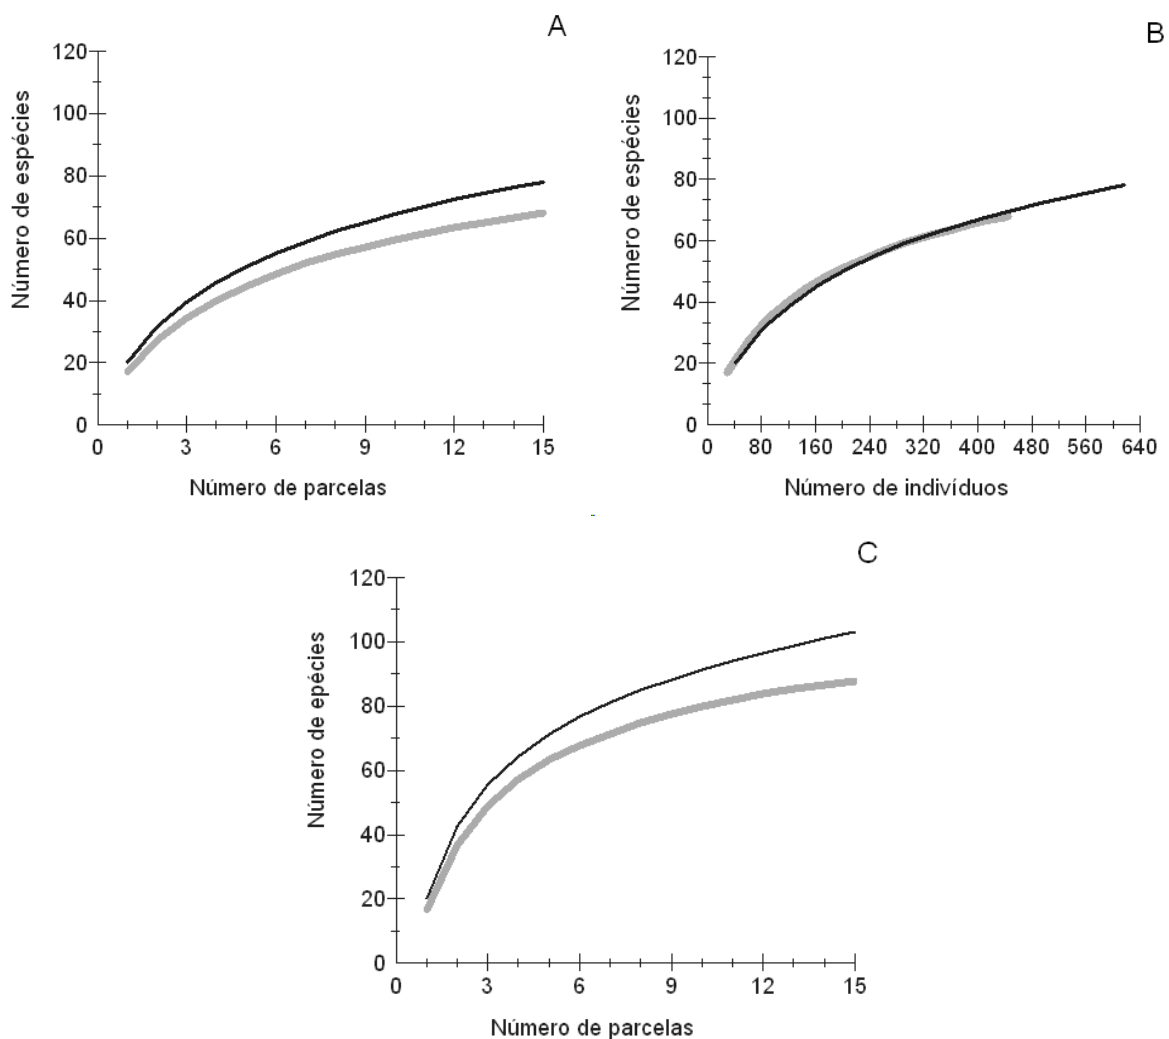 A
120
100
80
60
40
20
0
Número de espécies
0 3 6 9 12 15
Número de parcelas
B
120
100
80
60
40
20
0
Número de espécies
0 80 160 240 320 400 480 560 640
Número de indivíduos
C
120
100
80
60
40
20
0
Número de epécies
0 3 6 9 12 15
Número de parcelas